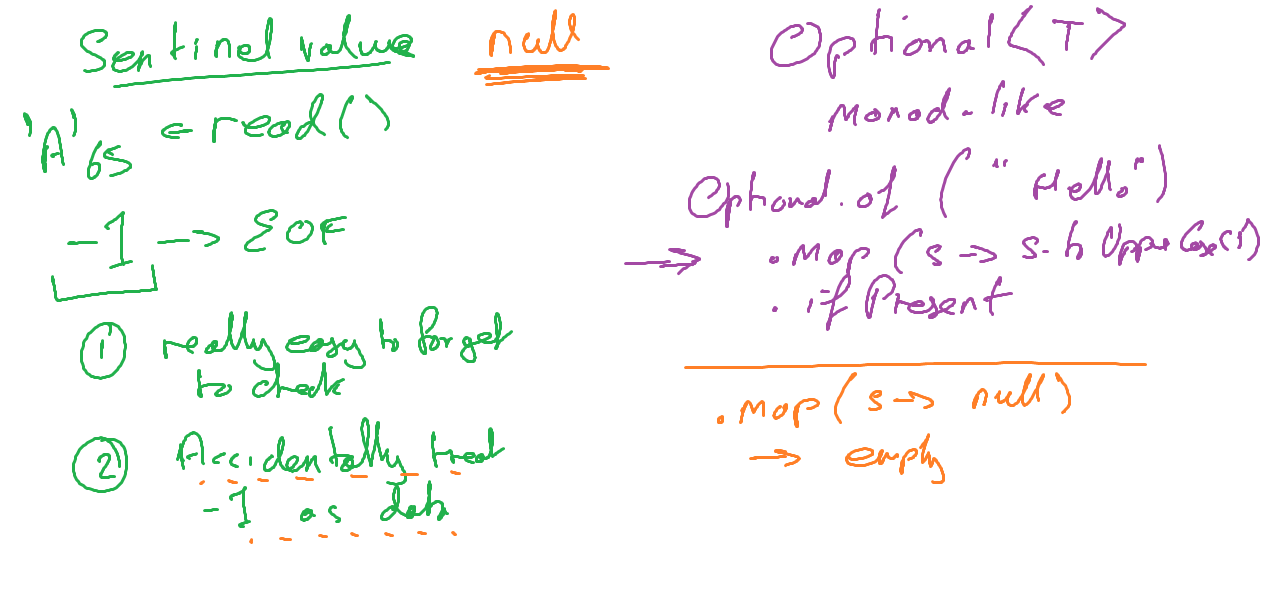 Sentinel value
null
'A' 65 ← read()
-1 → EOF
① really easy to forget
to check
② Accidentally treat
-1 as data
Optional<T>
Monad-like
Optional.of ("Hello")
→ .map (s → s.toUpperCase())
.ifPresent
.map (s → null)
→ empty